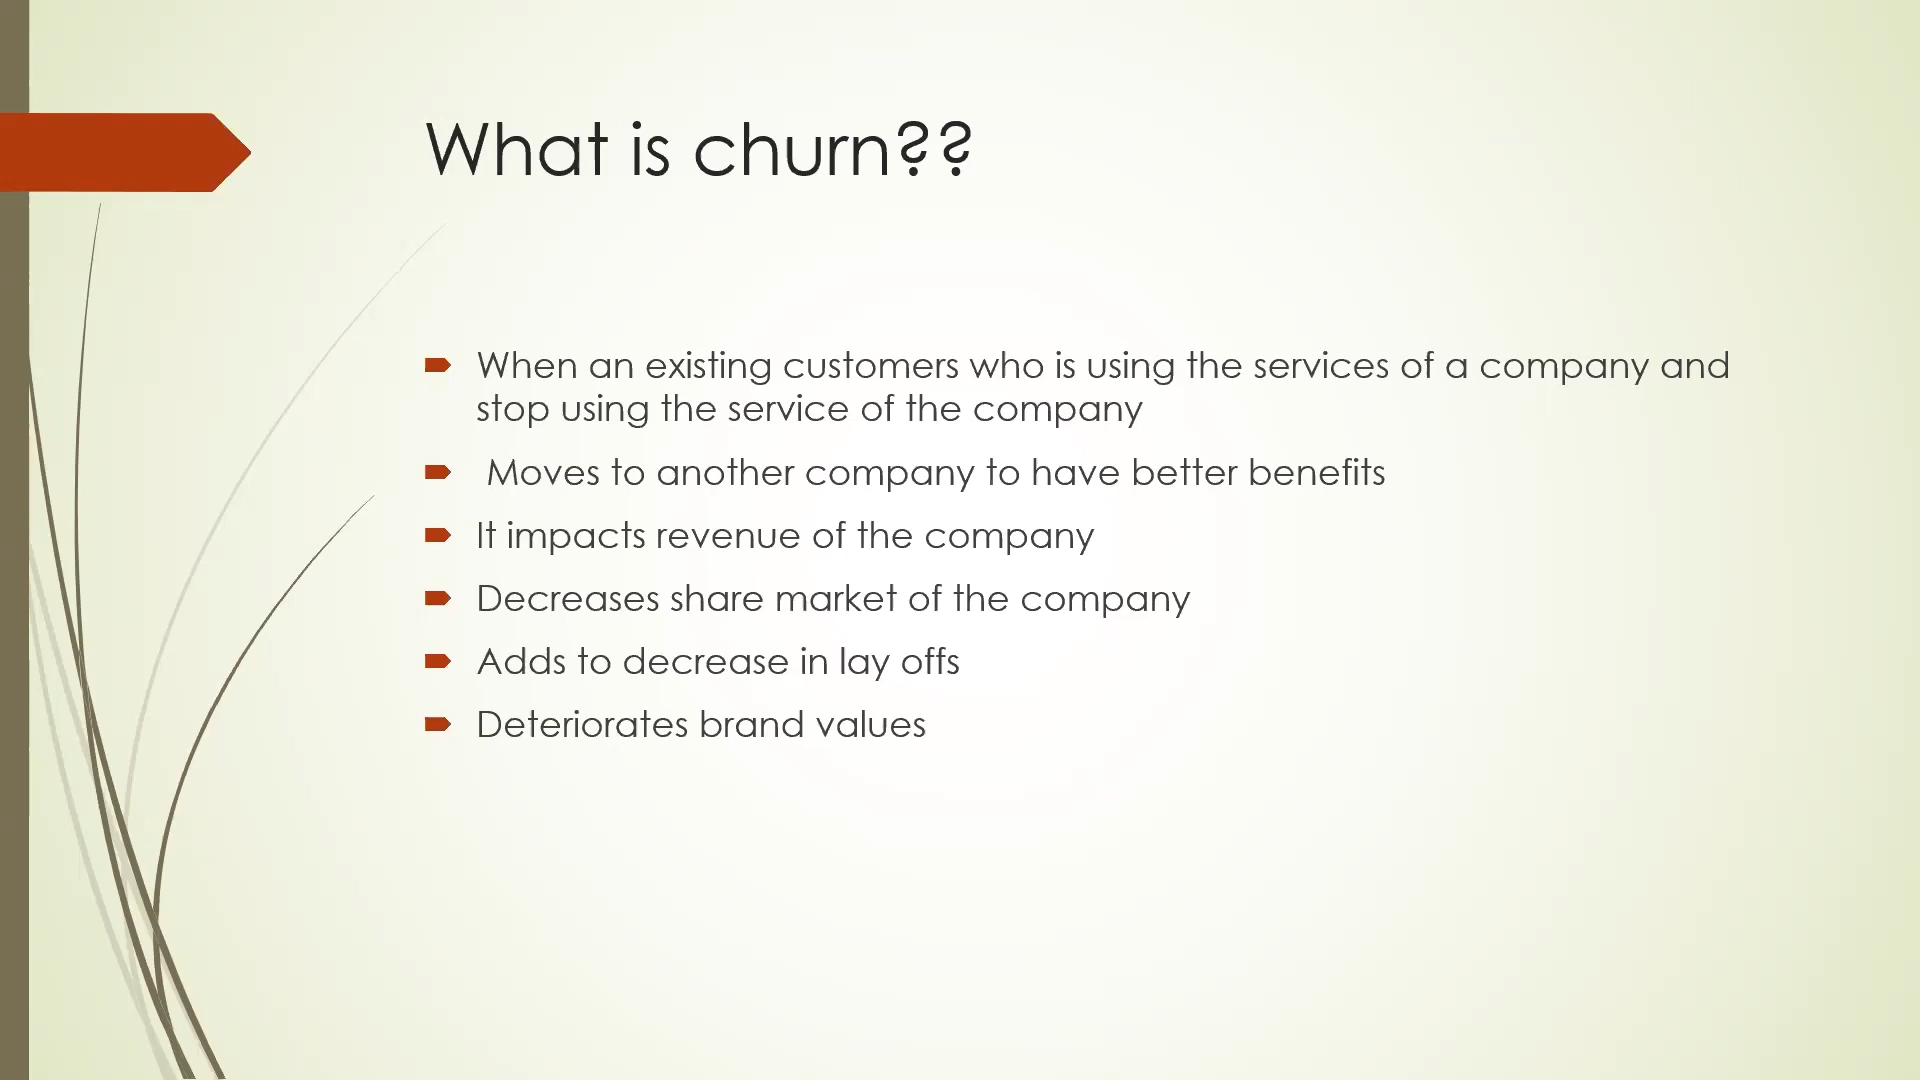 What is churn??
When an existing customers who is using the services of a company and
stop using the service of the company
Moves to another company to have better benefits
It impacts revenue of the company
Decreases share market of the company
Adds to decrease in lay offs
Deteriorates brand values